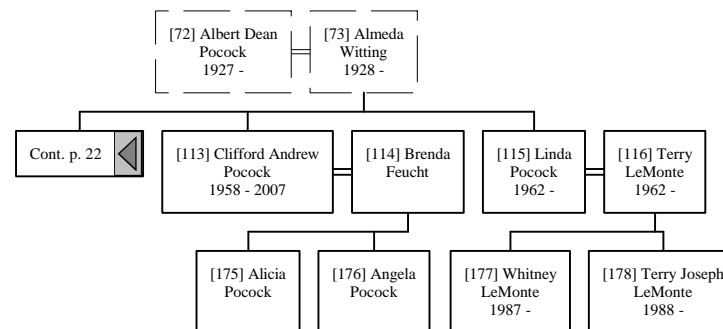 [72] Albert Dean
Pocock
1927 -
[73] Almeda
Witting
1928 -
Cont. p. 22
[113] Clifford Andrew
Pocock
1958 - 2007
[114] Brenda
Feucht
[115] Linda
Pocock
1962 -
[116] Terry
LeMonte
1962 -
[175] Alicia
Pocock
[176] Angela
Pocock
[177] Whitney
LeMonte
1987 -
[178] Terry Joseph
LeMonte
1988 -